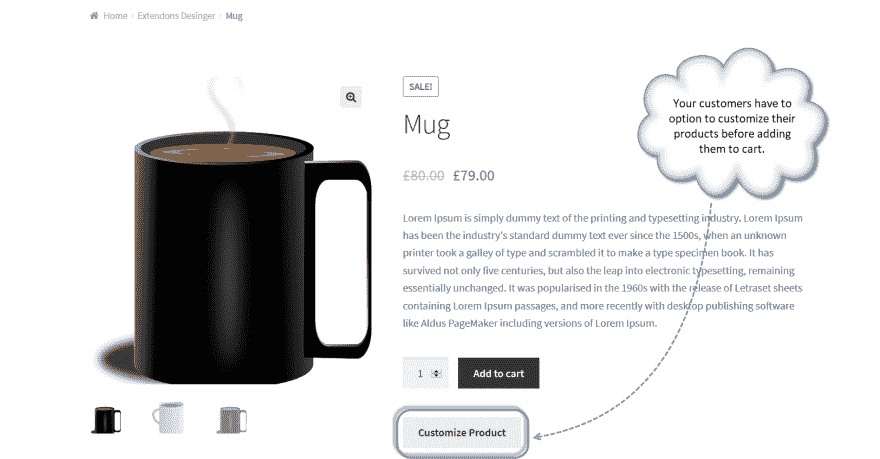 Home › Extendons Desinger › Mug
SALE!
Mug
£80.00 £79.00
Your customers have to
option to customize their
products before adding
them to cart.
Lorem Ipsum is simply dummy text of the printing and typesetting industry. Lorem Ipsum
has been the industry's standard dummy text ever since the 1500s, when an unknown
printer took a galley of type and scrambled it to make a type specimen book. It has
survived not only five centuries, but also the leap into electronic typesetting, remaining
essentially unchanged. It was popularised in the 1960s with the release of Letraset sheets
containing Lorem Ipsum passages, and more recently with desktop publishing software
like Aldus PageMaker including versions of Lorem Ipsum.
1 Add to cart
Customize Product